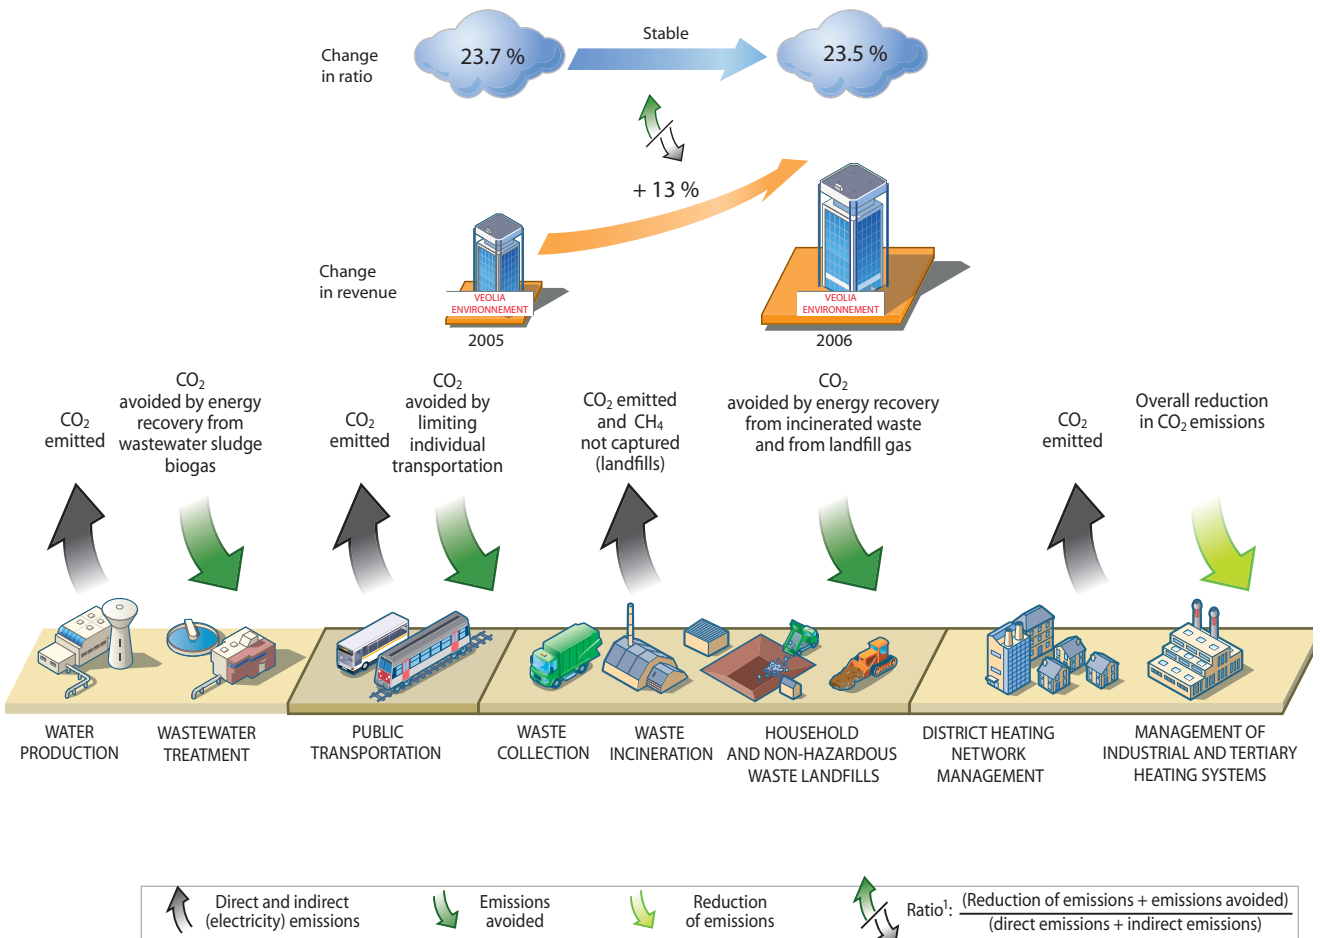 Change
in ratio
23.7 %
Stable
23.5 %
+ 13 %
Change
in revenue
VEOLIA
ENVIRONNEMENT
2005
VEOLIA
ENVIRONNEMENT
2006
CO2
emitted
CO2
avoided by energy
recovery from
wastewater sludge
biogas
CO2
emitted
CO2
avoided by
limiting
individual
transportation
CO2 emitted
and CH4
not captured
(landfills)
CO2
avoided by energy recovery
from incinerated waste
and from landfill gas
CO2
emitted
Overall reduction
in CO2 emissions
WATER
PRODUCTION
WASTEWATER
TREATMENT
PUBLIC
TRANSPORTATION
WASTE
COLLECTION
WASTE
INCINERATION
HOUSEHOLD
AND NON-HAZARDOUS
WASTE LANDFILLS
DISTRICT HEATING
NETWORK
MANAGEMENT
MANAGEMENT OF
INDUSTRIAL AND TERTIARY
HEATING SYSTEMS
Direct and indirect
(electricity) emissions
Emissions
avoided
Reduction
of emissions
Ratio1: (Reduction of emissions + emissions avoided)
(direct emissions + indirect emissions)